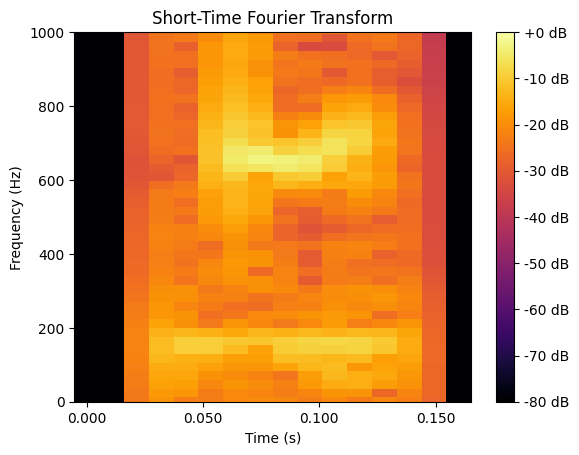 Short-Time Fourier Transform
1000
800
600
400
200
0
Frequency (Hz)
0.000
0.050
0.100
0.150
Time (s)
+0 dB
-10 dB
-20 dB
-30 dB
-40 dB
-50 dB
-60 dB
-70 dB
-80 dB